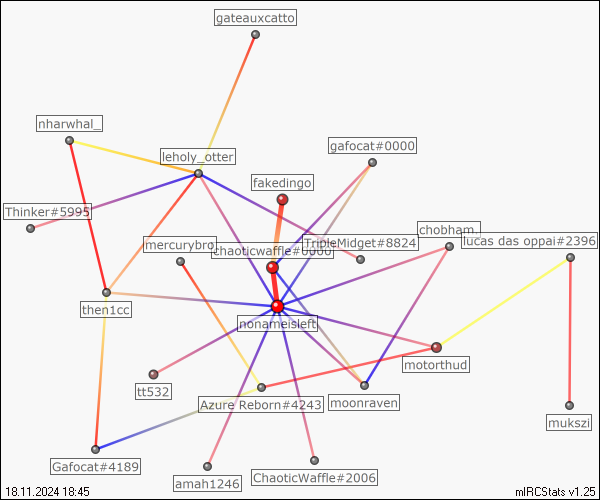 gateauxcatto
nharwhal_
gafocat#0000
leholy_otter
fakedingo
Thinker#5995
chobham_
mercurybro
TripleMidget#8824
lucas das oppai#2396
chaoticwaffle#0000
then1cc
nonameisleft
motorthud
tt532
Azure Reborn#4243
moonraven
mukszi
Gafocat#4189
amah1246
ChaoticWaffle#2006
18.11.2024 18:45
mIRCStats v1.25